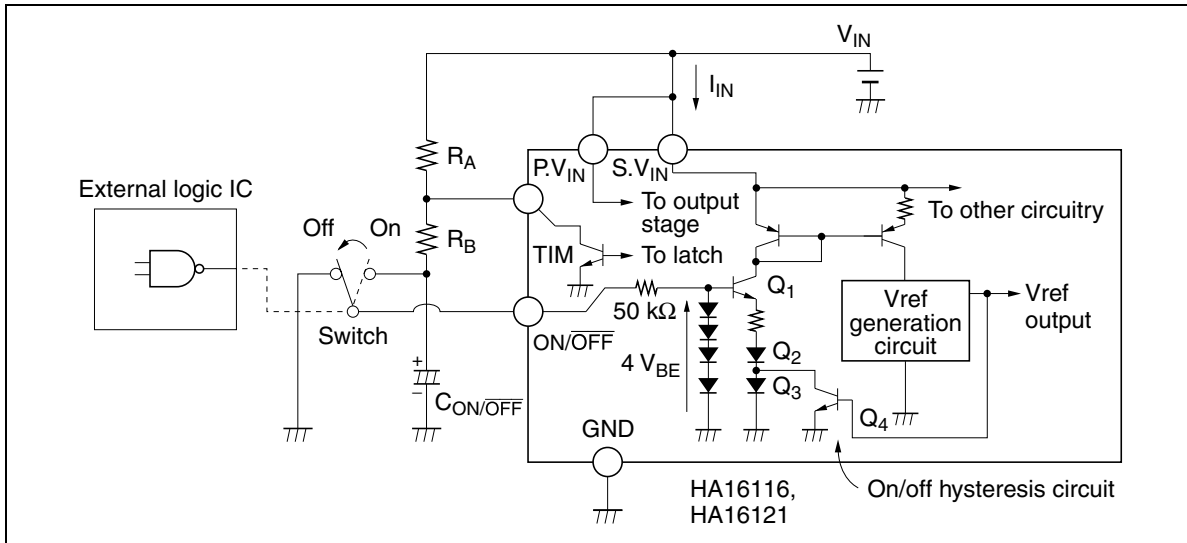 V_IN
I_IN
R_A
P.V_IN
S.V_IN
External logic IC
To output
stage
To other circuitry
Off
On
R_B
TIM
To latch
Q_1
50 kΩ
Vref
generation
circuit
Vref
output
Switch
ON/O̅F̅F̅
4 V_BE
Q_2
+
−
C_ON/O̅F̅F̅
Q_3
Q_4
GND
HA16116,
HA16121
On/off hysteresis circuit